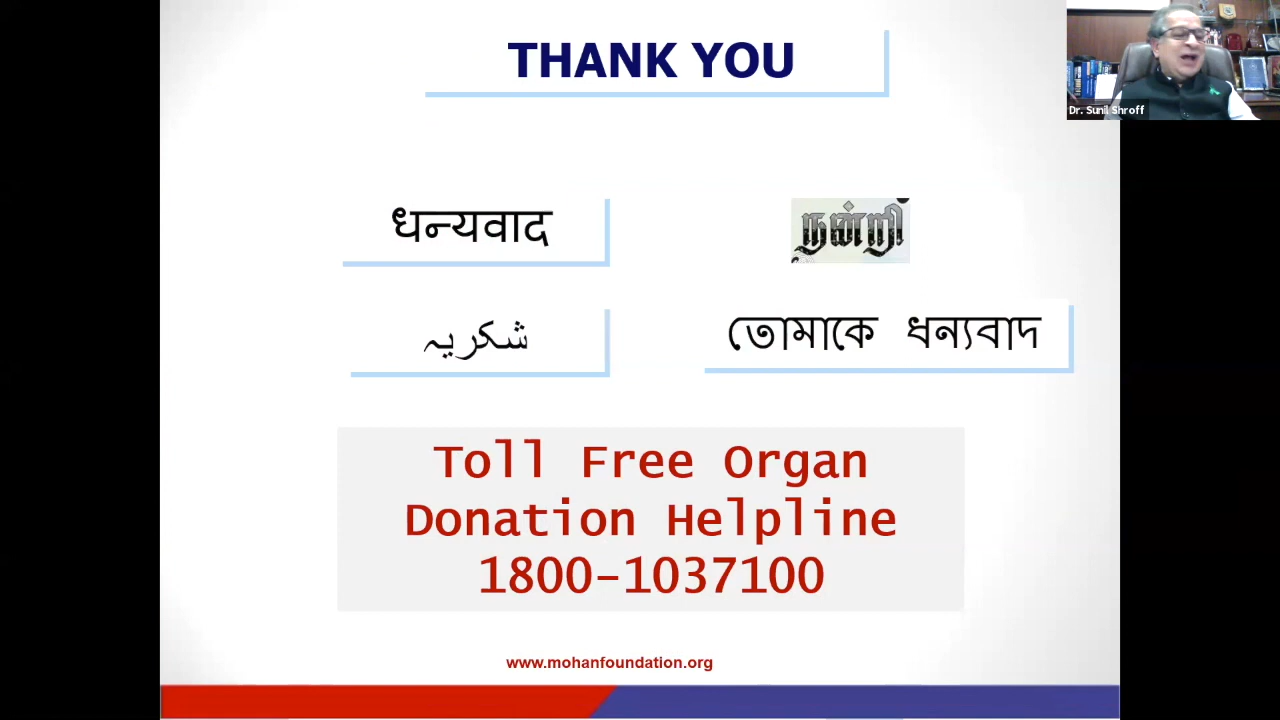 THANK YOU
Dr. Sunil Shroff
धन्यवाद
நன்றி
شکریہ
তোমাকে ধন্যবাদ
Toll Free Organ
Donation Helpline
1800-1037100
www.mohanfoundation.org